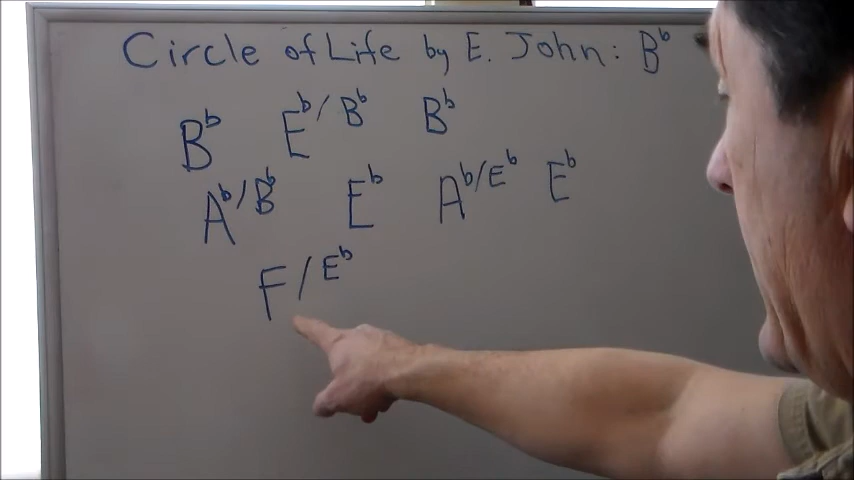 Circle of Life by E. John: B♭
B♭ E♭/B♭ B♭
A♭/B♭ E♭ A♭/E♭ E♭
F/E♭